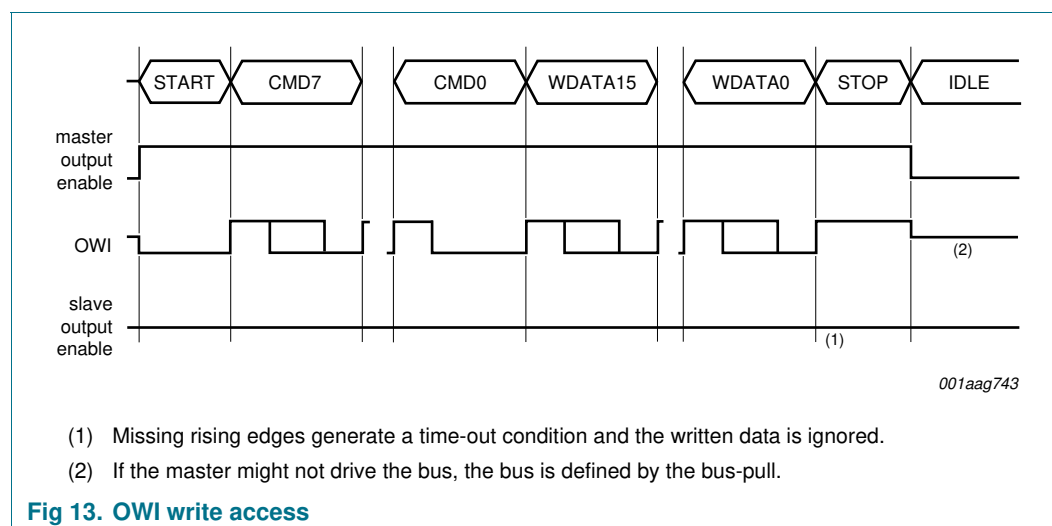 START CMD7 CMD0 WDATA15 WDATA0 STOP IDLE
master
output
enable
OWI
(2)
slave
output
enable
(1)
001aag743
(1) Missing rising edges generate a time-out condition and the written data is ignored.
(2) If the master might not drive the bus, the bus is defined by the bus-pull.
Fig 13. OWI write access